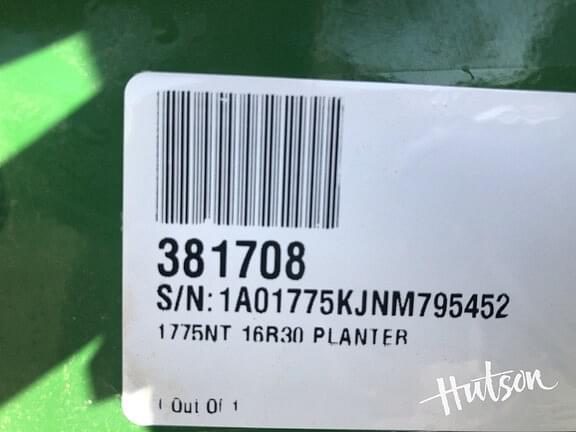 381708
S/N: 1A01775KJNM795452
1775NT 16R30 PLANTER
1 Out Of 1
Hutson